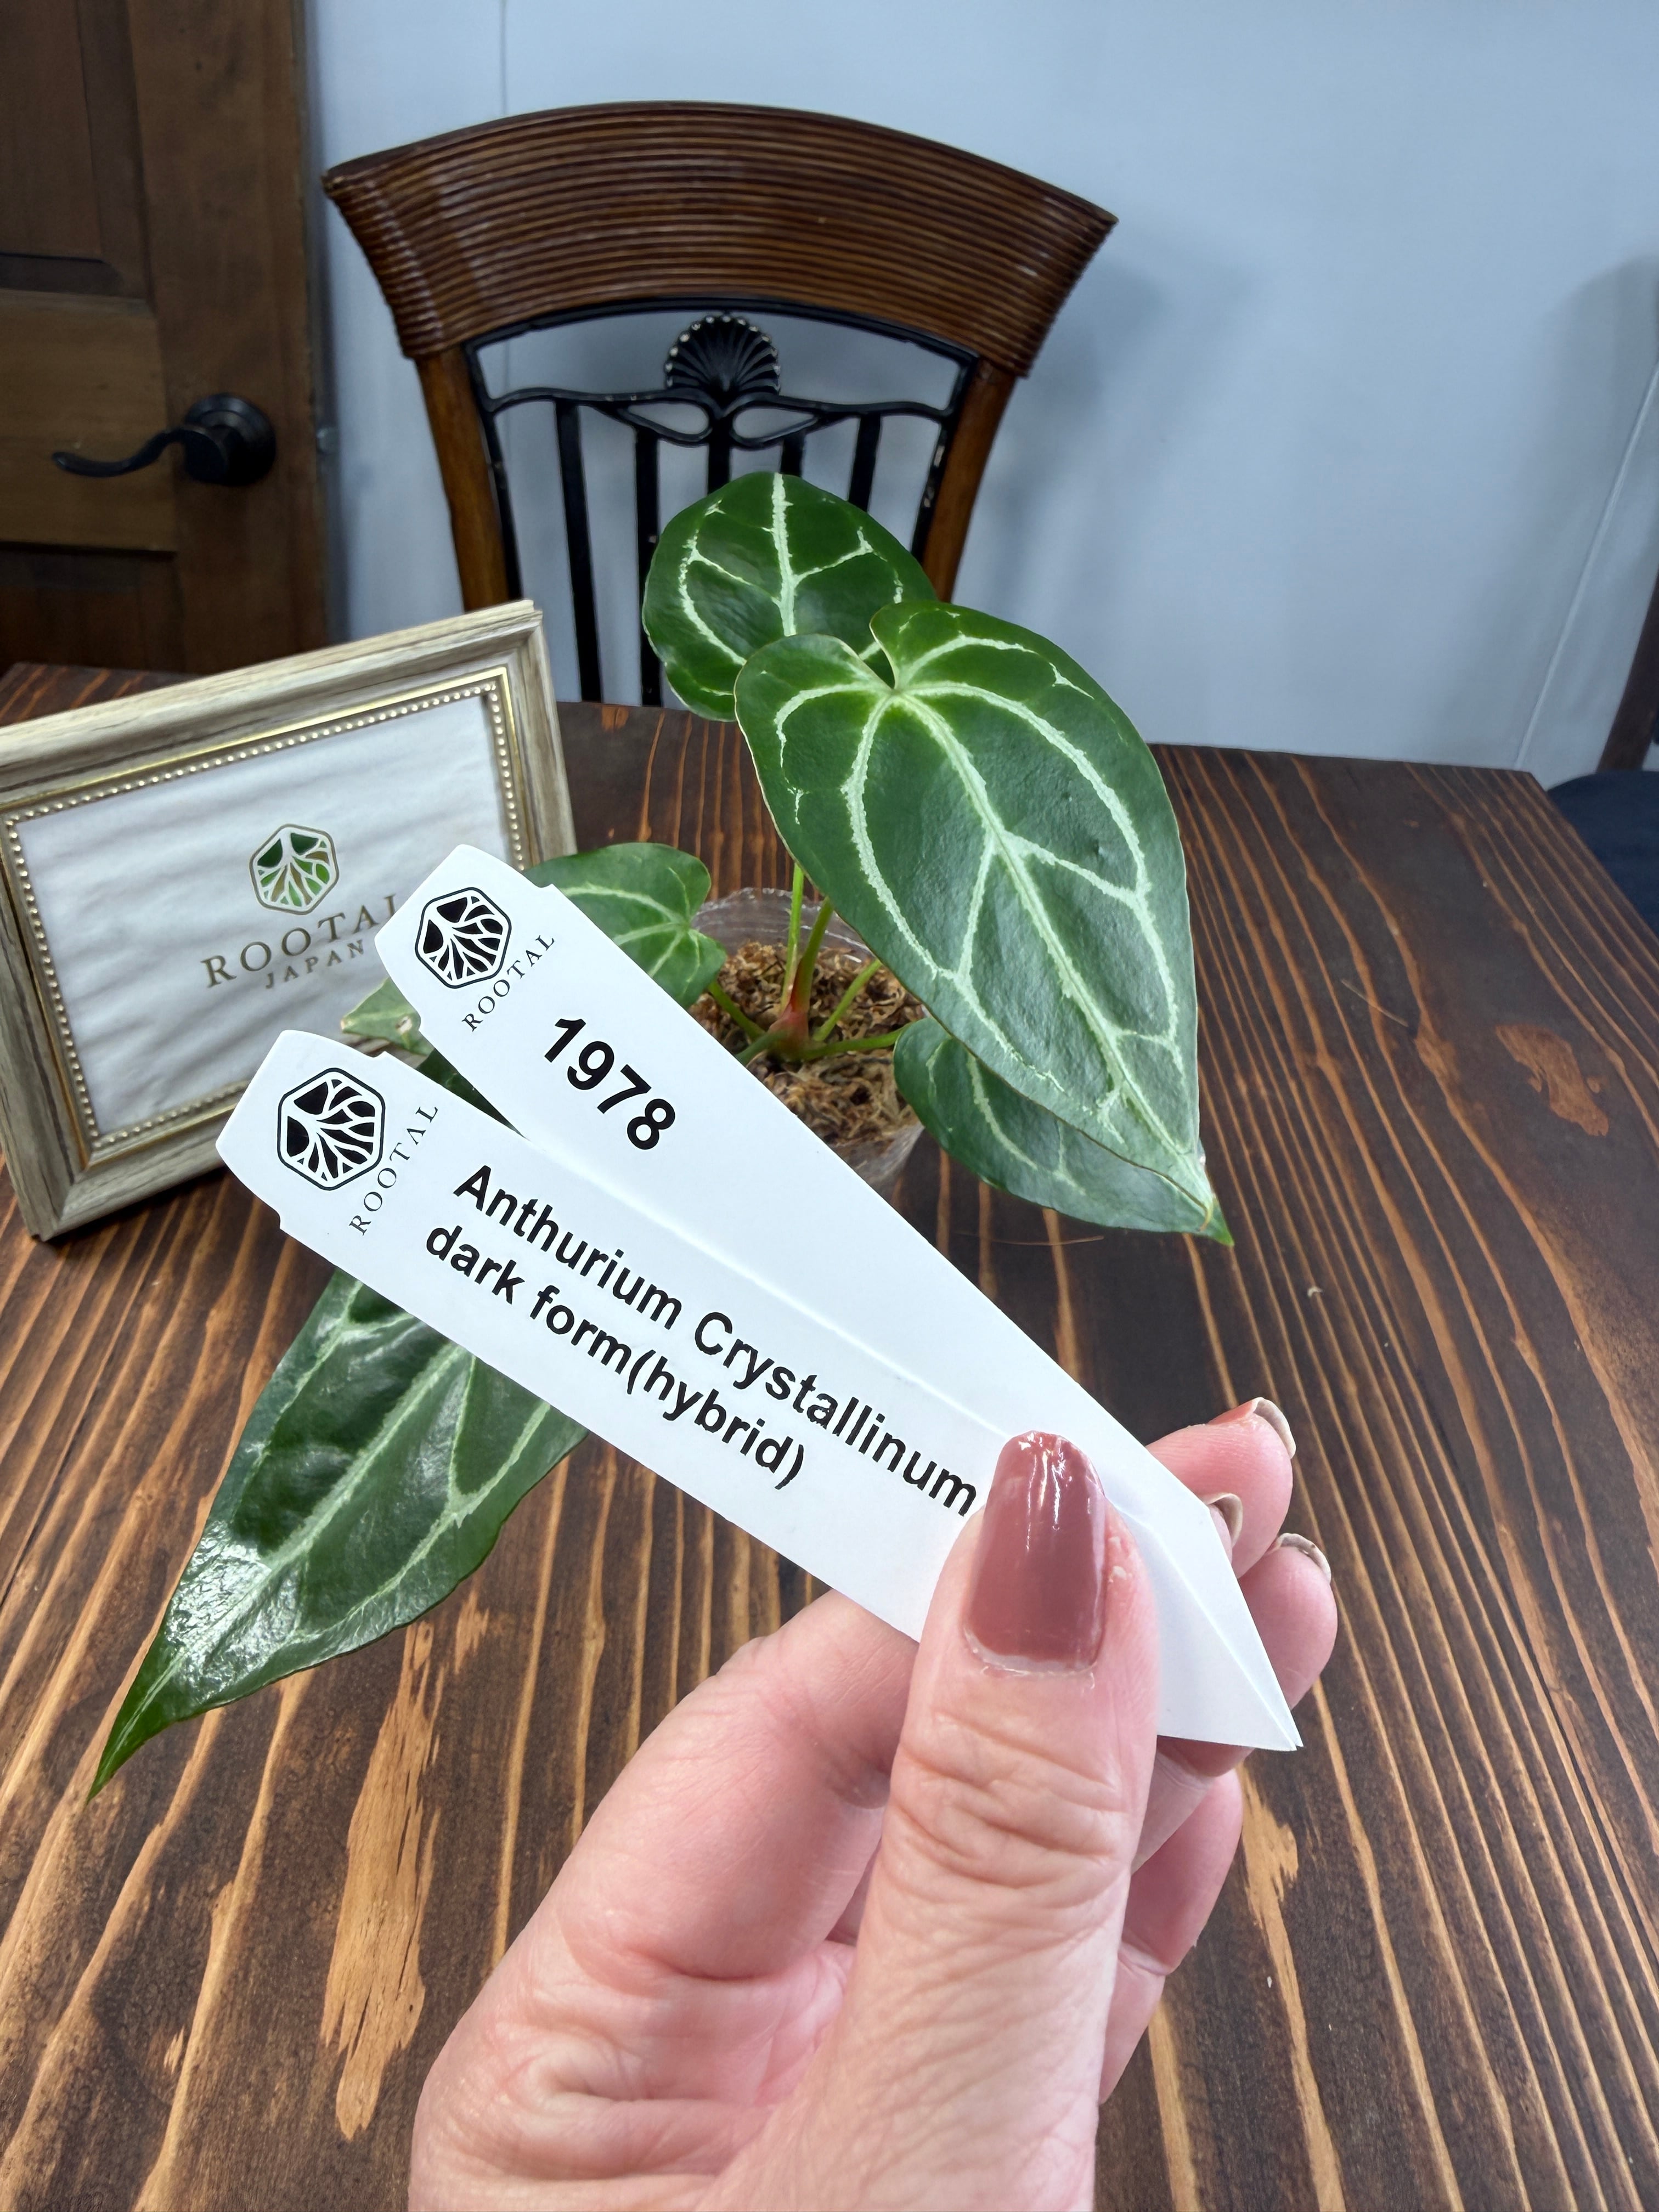 ROOTAL
JAPAN
ROOTAL
1978
ROOTAL
Anthurium Crystallinum
dark form(hybrid)